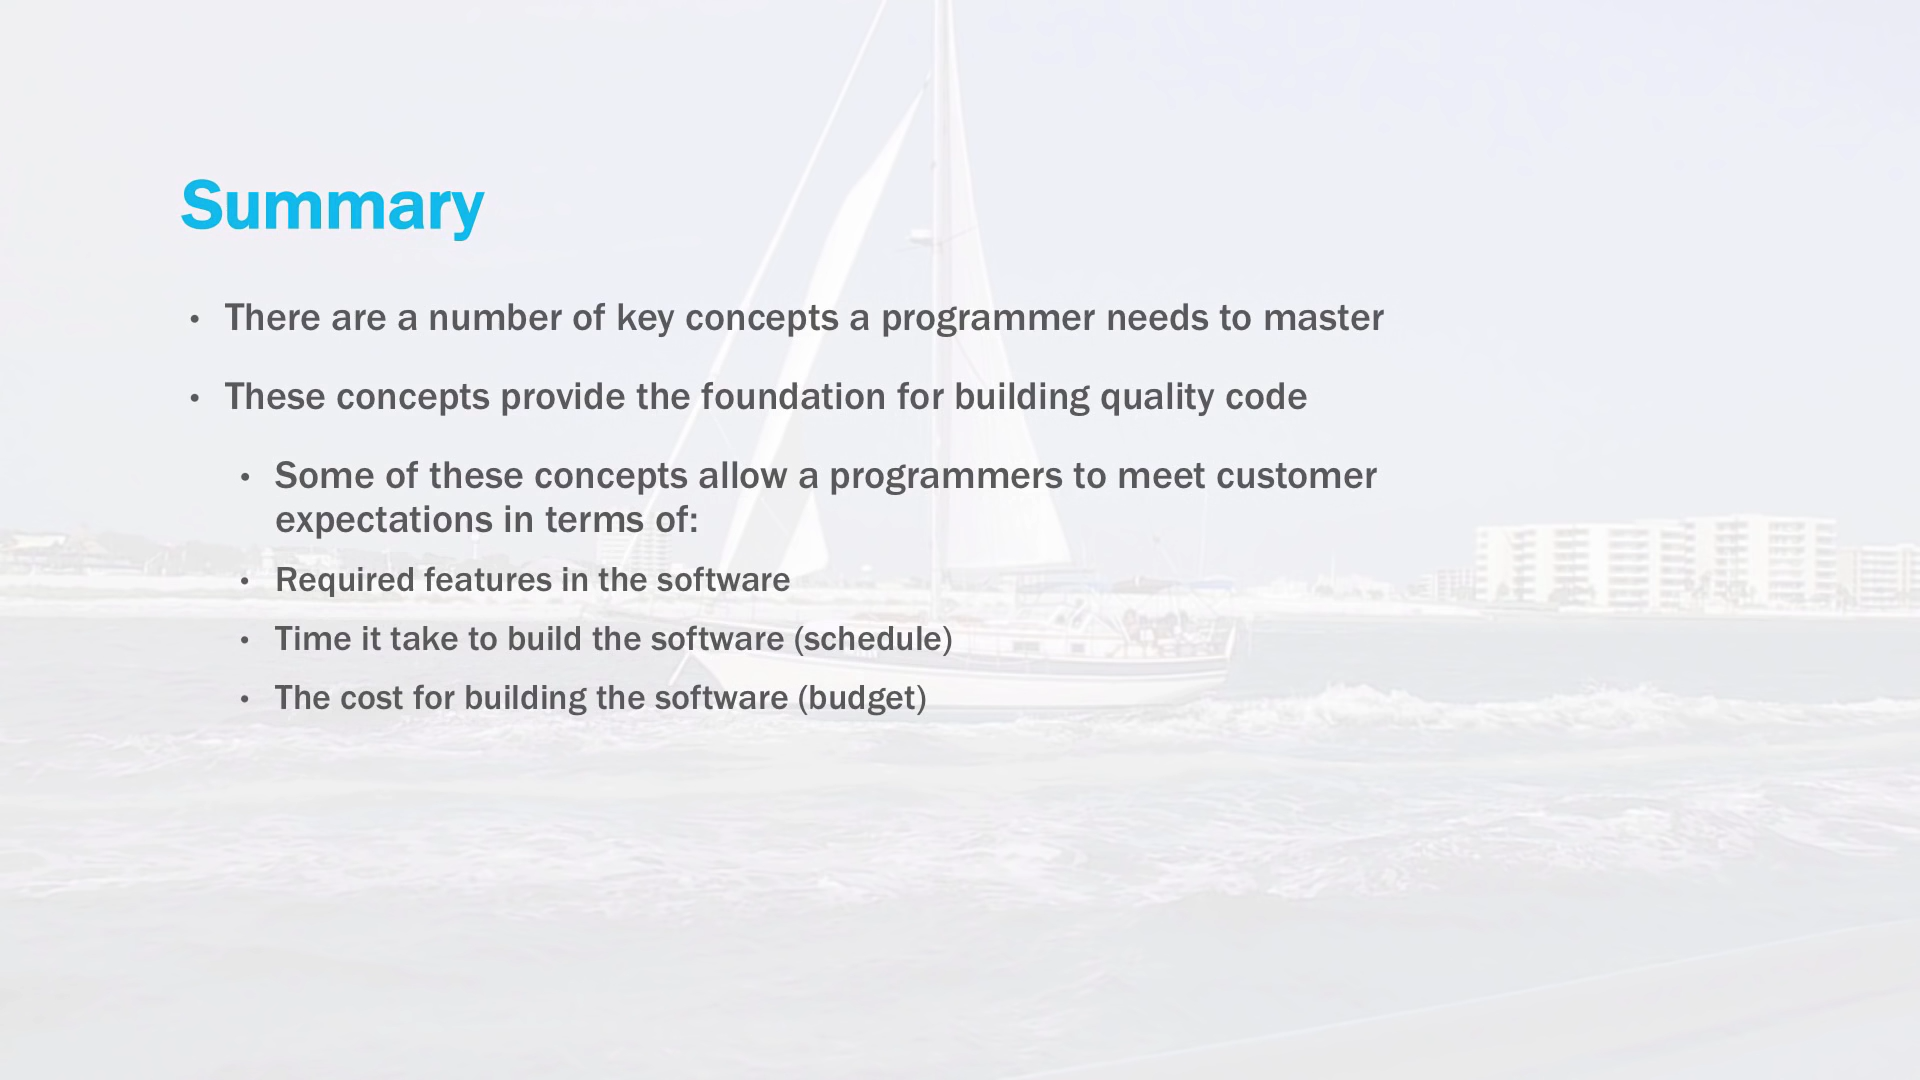 Summary
• There are a number of key concepts a programmer needs to master
• These concepts provide the foundation for building quality code
• Some of these concepts allow a programmers to meet customer
expectations in terms of:
• Required features in the software
• Time it take to build the software (schedule)
• The cost for building the software (budget)